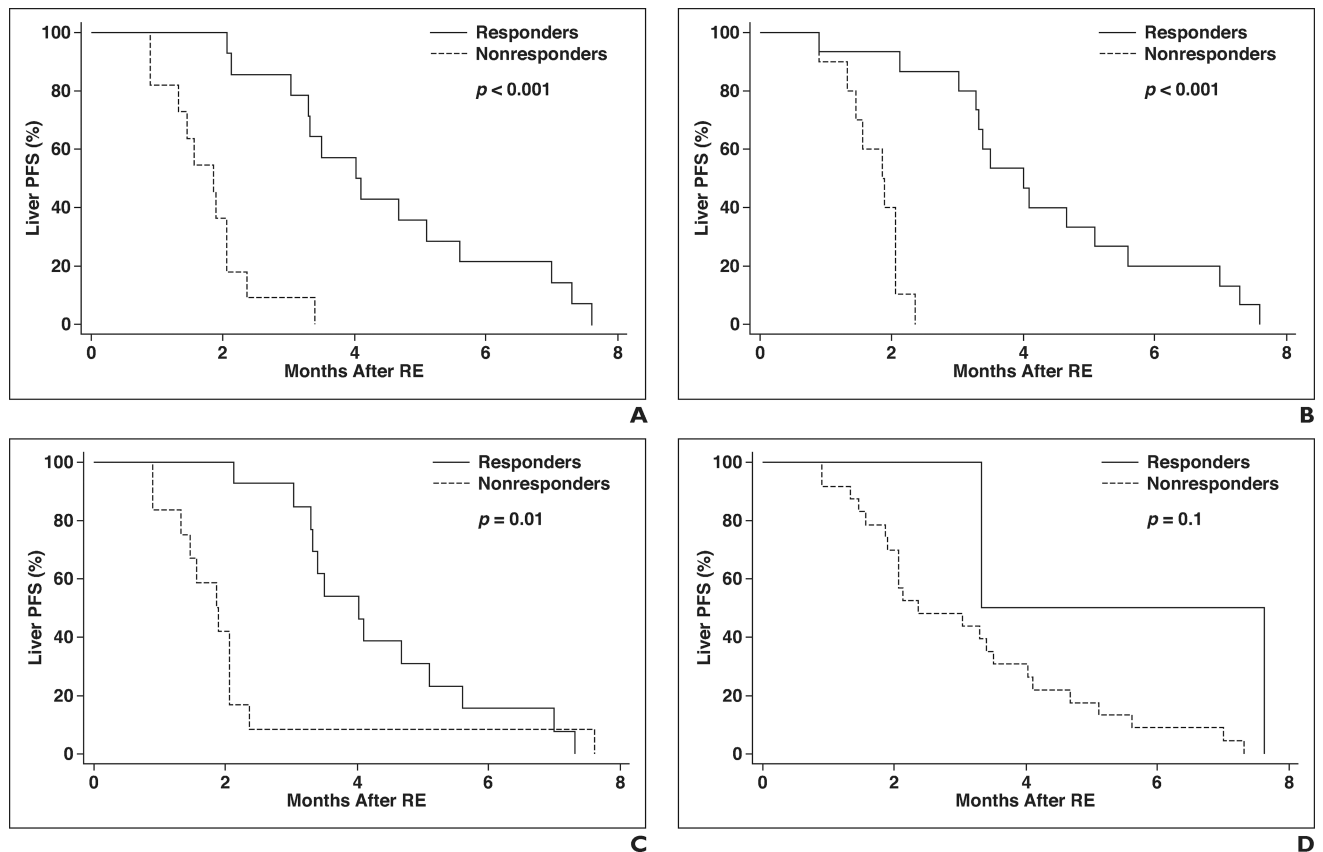 100
80
60
40
20
0
Liver PFS (%)
Responders
Nonresponders
p < 0.001
0 2 4 6 8
Months After RE
A
100
80
60
40
20
0
Liver PFS (%)
Responders
Nonresponders
p < 0.001
0 2 4 6 8
Months After RE
B
100
80
60
40
20
0
Liver PFS (%)
Responders
Nonresponders
p = 0.01
0 2 4 6 8
Months After RE
C
100
80
60
40
20
0
Liver PFS (%)
Responders
Nonresponders
p = 0.1
0 2 4 6 8
Months After RE
D